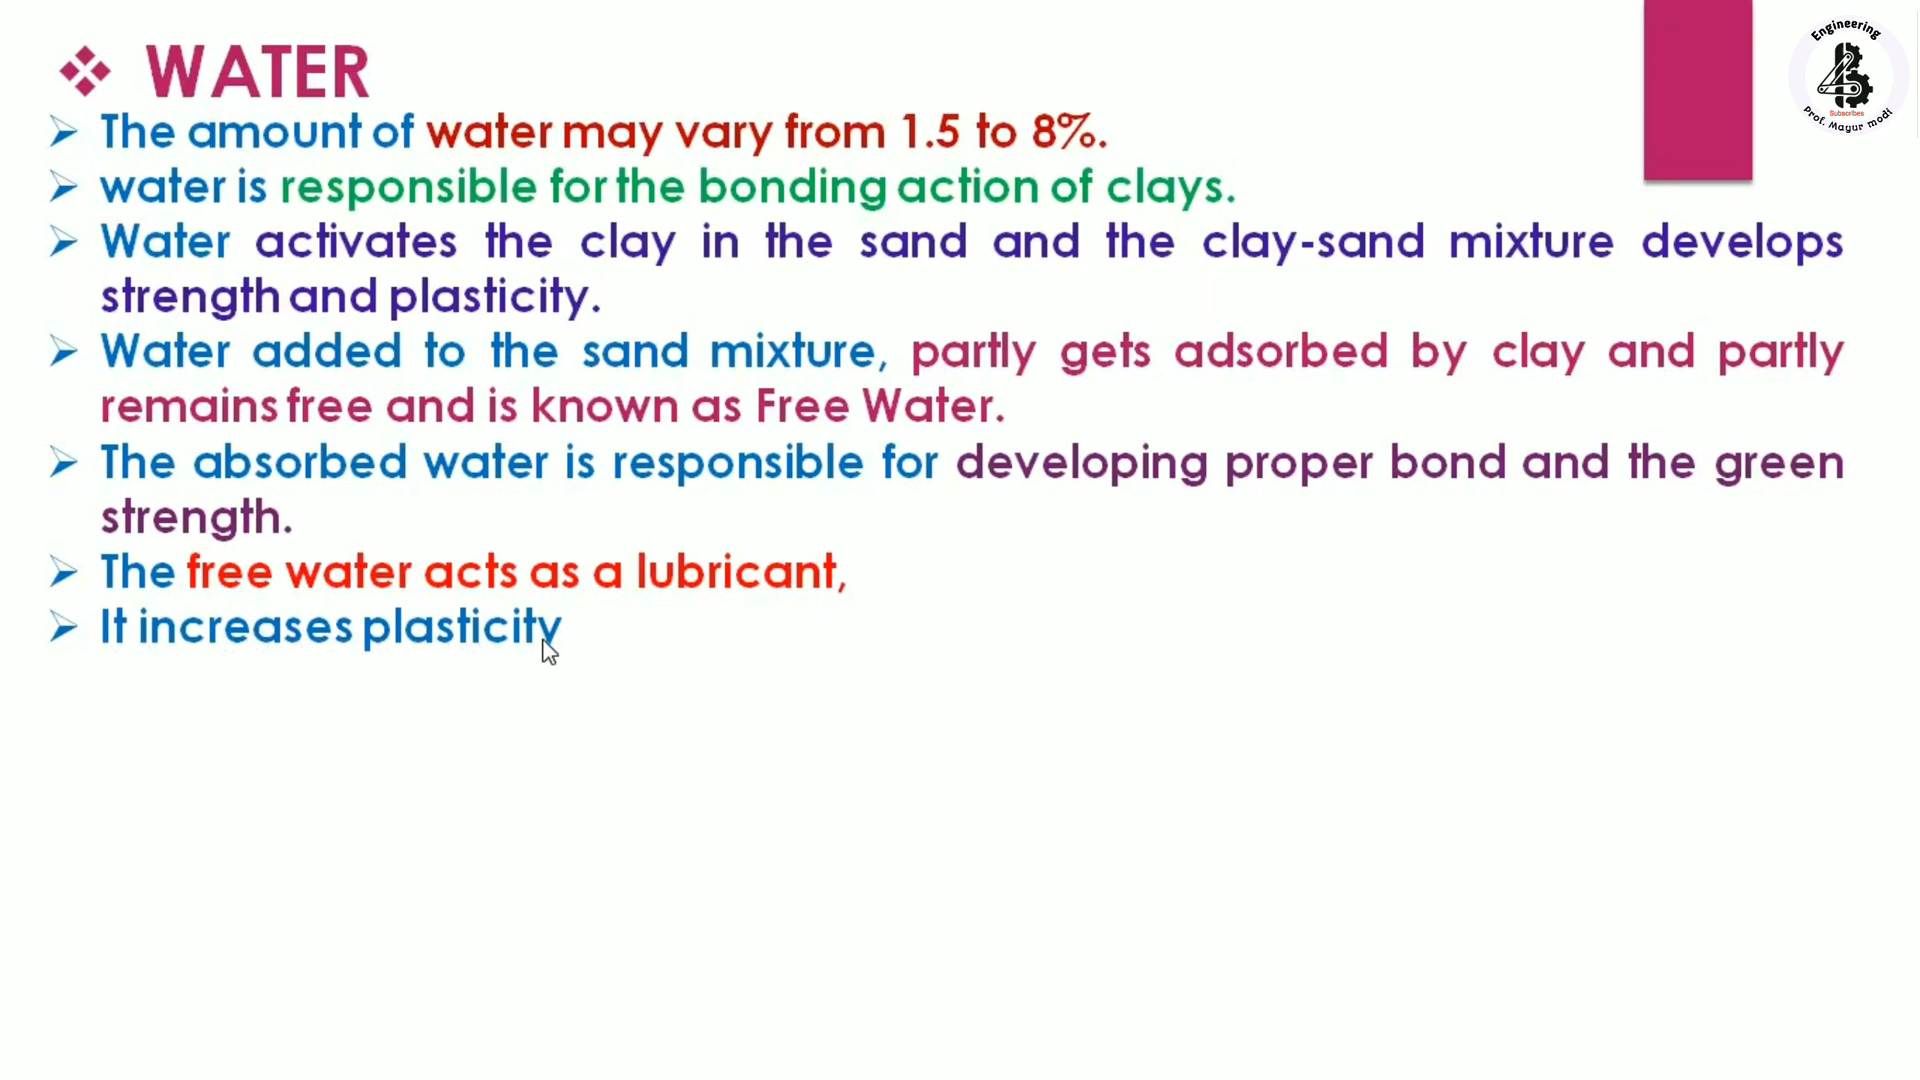 ❖ WATER
Engineering
➢ The amount of water may vary from 1.5 to 8%.
Subscribes
Prof. Mayur modi
➢ water is responsible for the bonding action of clays.
➢ Water activates the clay in the sand and the clay-sand mixture develops
strength and plasticity.
➢ Water added to the sand mixture, partly gets adsorbed by clay and partly
remains free and is known as Free Water.
➢ The absorbed water is responsible for developing proper bond and the green
strength.
➢ The free water acts as a lubricant,
➢ It increases plasticity